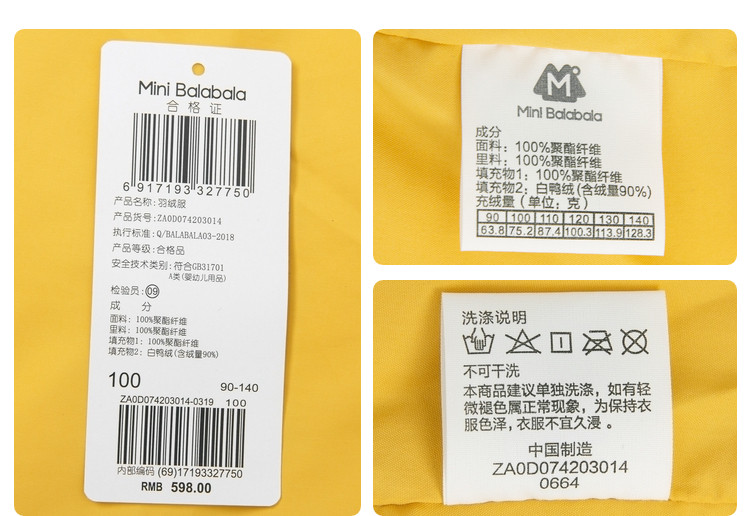 Mini Balabala
合格证
6 917193 327750
产品名称: 羽绒服
产品货号: ZA0D074203014
执行标准: Q/BALABALA03-2018
产品等级: 合格品
安全技术类别: 符合GB31701
A类(婴幼儿用品)
检验员: 09
成 分
面料: 100%聚酯纤维
里料: 100%聚酯纤维
填充物1: 100%聚酯纤维
填充物2: 白鸭绒(含绒量90%)
100 90-140
ZA0D074203014-0319 100
内部编码 (69)17193327750
RMB 598.00
M
Mini Balabala
成分
面料: 100%聚酯纤维
里料: 100%聚酯纤维
填充物1: 100%聚酯纤维
填充物2: 白鸭绒(含绒量90%)
充绒量 (单位: 克)
90 100 110 120 130 140
63.8 75.2 87.4 100.3 113.9 128.3
洗涤说明
不可干洗
本商品建议单独洗涤，如有轻
微褪色属正常现象，为保持衣
服色泽，衣服不宜久浸。
中国制造
ZA0D074203014
0664